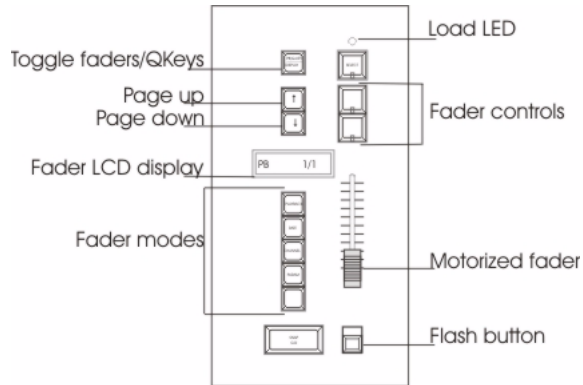 Load LED
Toggle faders/QKeys
Page up
Page down
Fader controls
Fader LCD display
PB 1/1
Fader modes
Motorized fader
Flash button